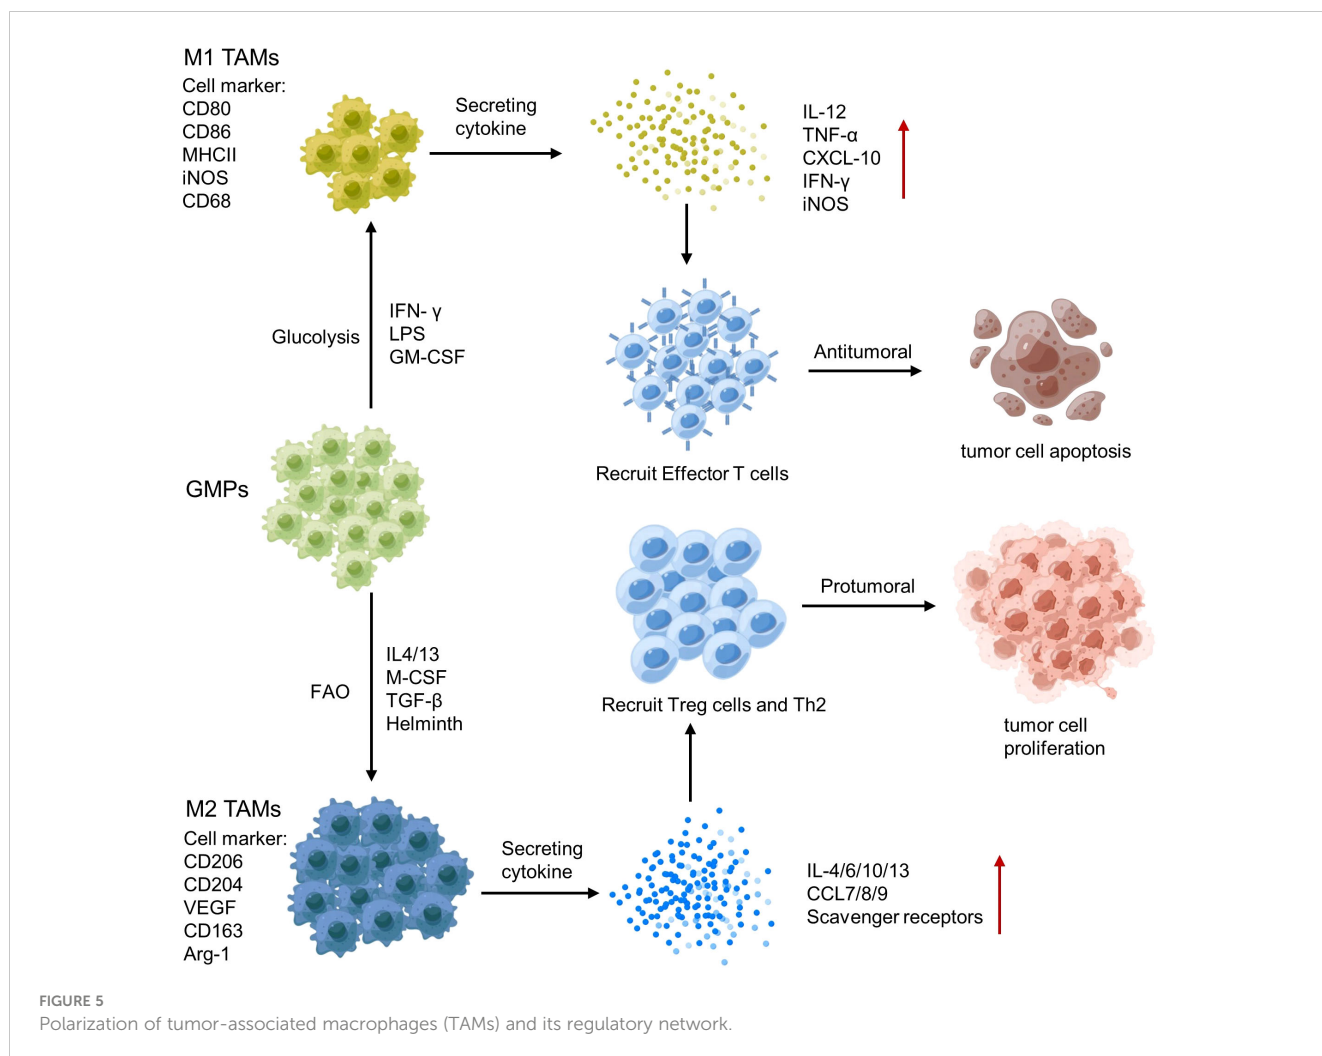 M1 TAMs
Cell marker:
CD80
CD86
MHCII
iNOS
CD68
Secreting
cytokine
IL-12
TNF-α
CXCL-10
IFN-γ
iNOS
Glucolysis
IFN- γ
LPS
GM-CSF
Antitumoral
tumor cell apoptosis
Recruit Effector T cells
GMPs
Protumoral
FAO
IL4/13
M-CSF
TGF-β
Helminth
Recruit Treg cells and Th2
tumor cell
proliferation
M2 TAMs
Cell marker:
CD206
CD204
VEGF
CD163
Arg-1
Secreting
cytokine
IL-4/6/10/13
CCL7/8/9
Scavenger receptors
FIGURE 5
Polarization of tumor-associated macrophages (TAMs) and its regulatory network.